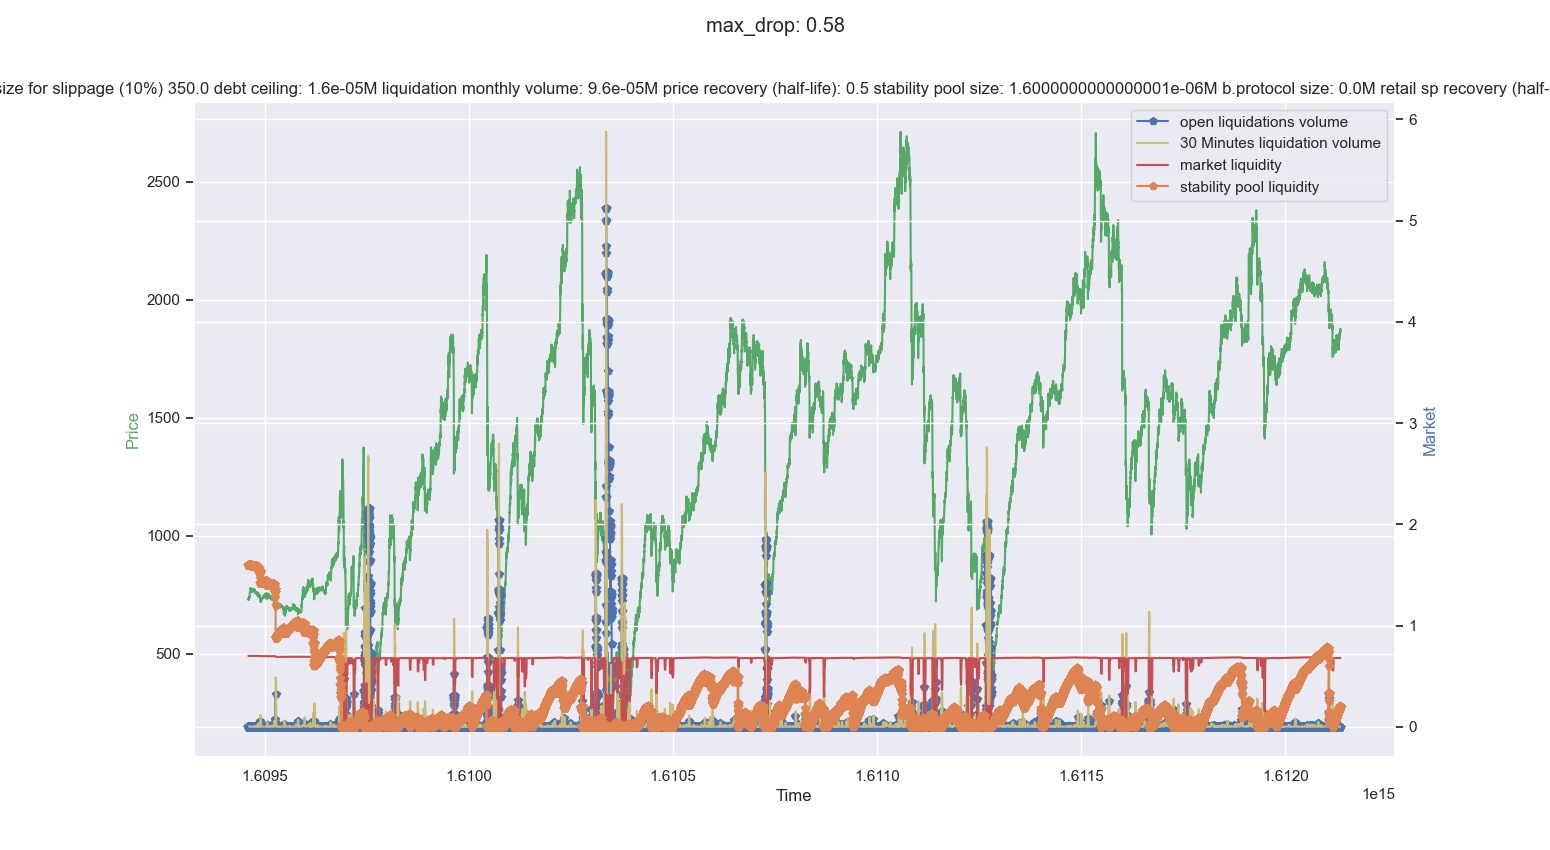 max_drop: 0.58
size for slippage (10%) 350.0 debt ceiling: 1.6e-05M liquidation monthly volume: 9.6e-05M price recovery (half-life): 0.5 stability pool size: 1.6000000000000001e-06M b.protocol size: 0.0M retail sp recovery (half-
open liquidations volume
30 Minutes liquidation volume
market liquidity
stability pool liquidity
2500
2000
1500
1000
500
Price
6
5
4
3
2
1
0
Market
1.6095 1.6100 1.6105 1.6110 1.6115 1.6120
1e15
Time